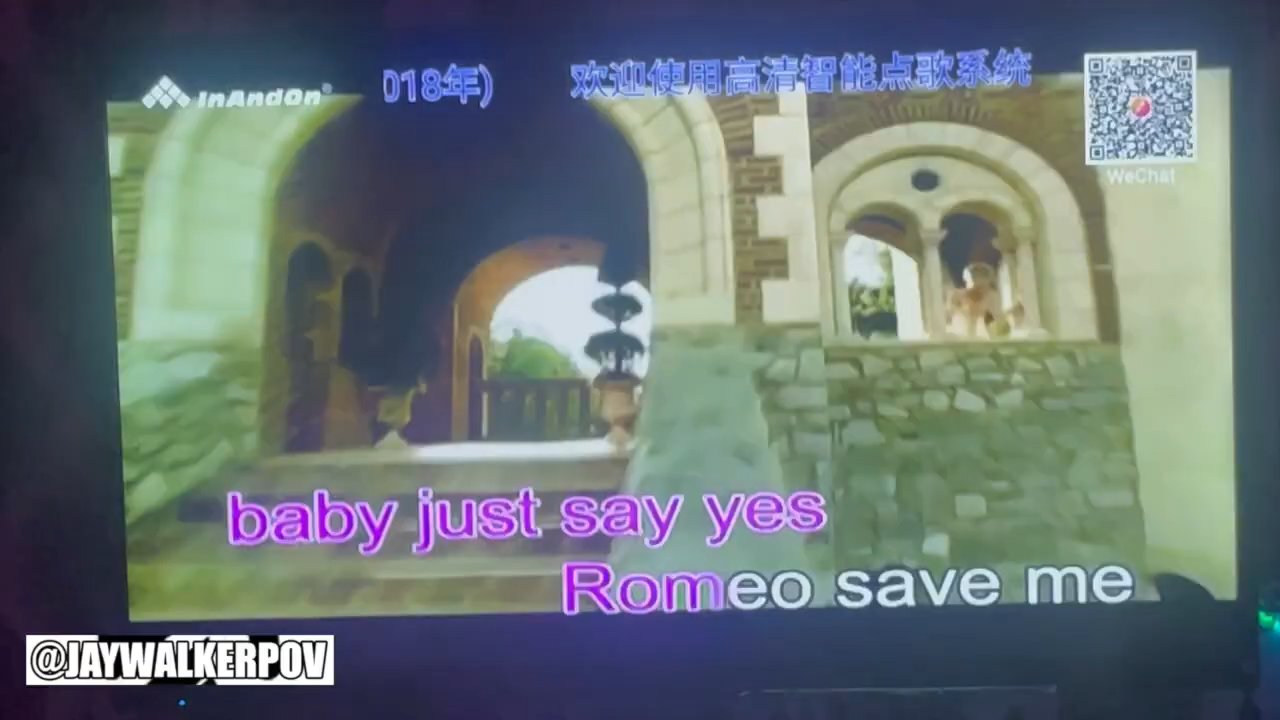 InAndOn®
018年)
欢迎使用高清智能点歌系统
WeChat
baby just say yes
Romeo save me
@JAYWALKERPOV